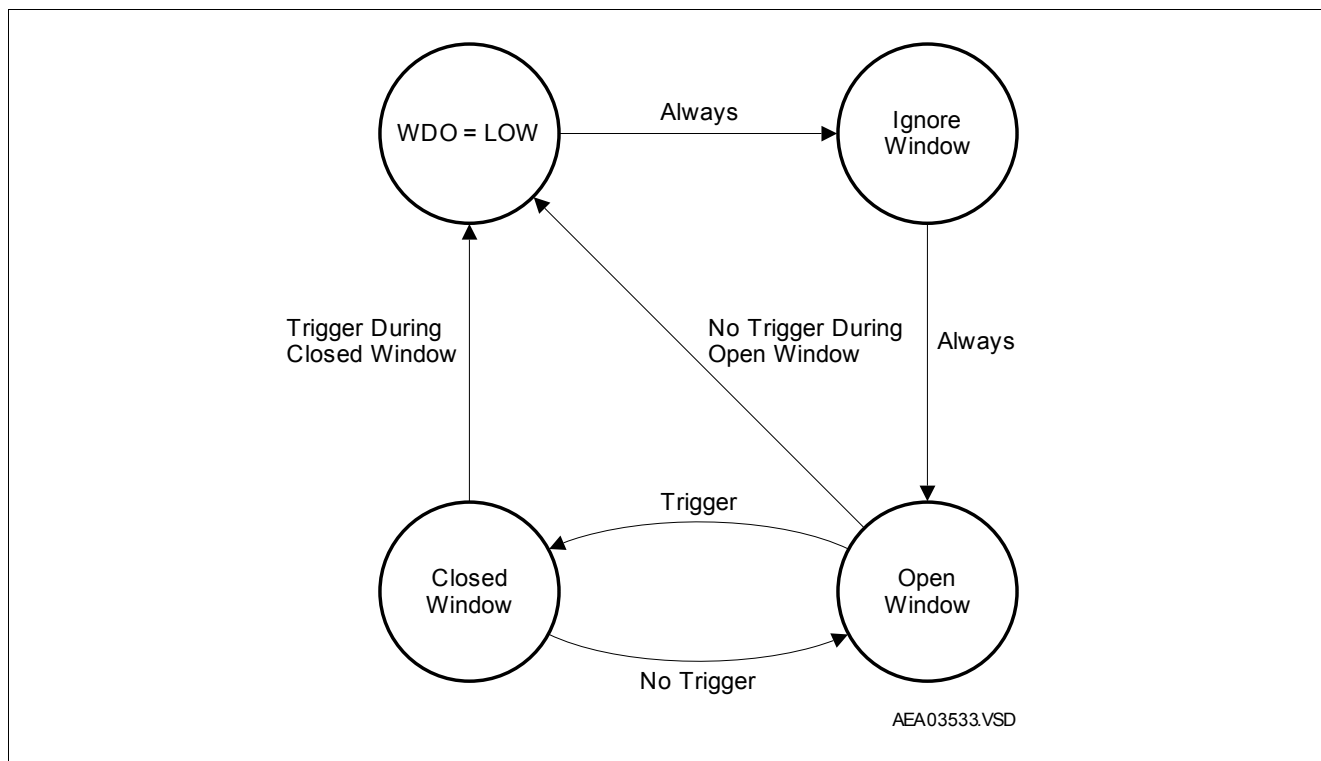 WDO = LOW
Always
Ignore
Window
Trigger During
Closed Window
No Trigger During
Open Window
Always
Trigger
Closed
Window
Open
Window
No Trigger
AEA03533.VSD